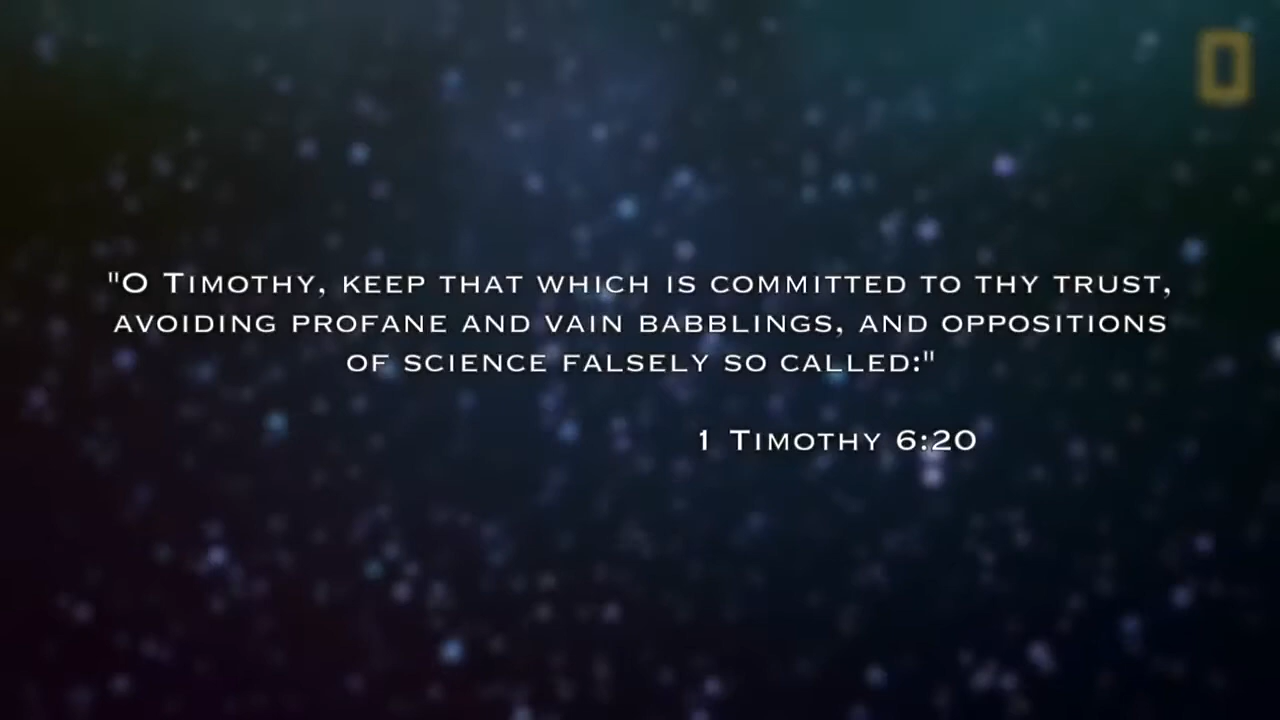 "O Timothy, keep that which is committed to thy trust,
avoiding profane and vain babblings, and oppositions
of science falsely so called:"
1 Timothy 6:20